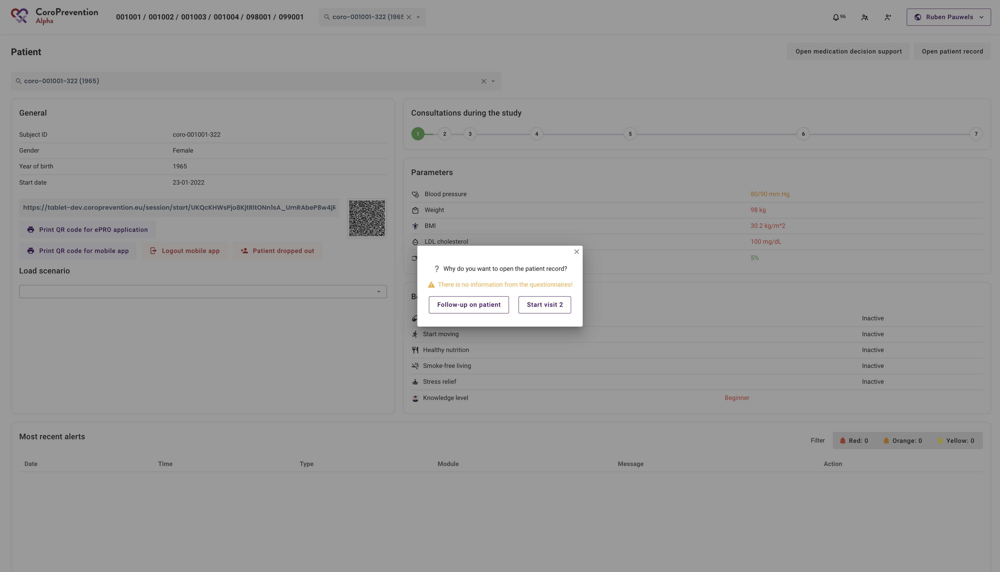 CoroPrevention
Alpha
001001 / 001002 / 001003 / 001004 / 098001 / 099001
coro-001001-322 (1965
96
Ruben Pauwels
Patient
Open medication decision support
Open patient record
coro-001001-322 (1965)
General
Subject ID coro-001001-322
Gender Female
Year of birth 1965
Start date 23-01-2022
https://tablet-dev.coroprevention.eu/session/start/UKQcKHWsPjo8KjtRltONn1sA_UmRAbeP8w4jR
Print QR code for ePRO application
Print QR code for mobile app
Logout mobile app
Patient dropped out
Load scenario
Consultations during the study
1 2 3 4 5 6 7
Parameters
Blood pressure 80/90 mm Hg
Weight 98 kg
BMI 30.2 kg/m^2
LDL cholesterol 100 mg/dL
5%
? Why do you want to open the patient record?
There is no information from the questionnaires!
Follow-up on patient
Start visit 2
Inactive
Start moving Inactive
Healthy nutrition Inactive
Smoke-free living Inactive
Stress relief Inactive
Knowledge level Beginner
Most recent alerts
Filter
Red: 0
Orange: 0
Yellow: 0
Date Time Type Module Message Action